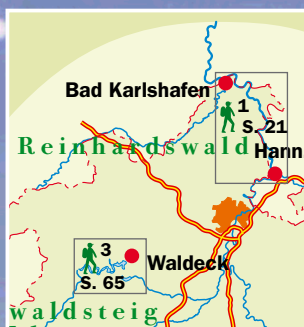 Bad Karlshafen
1
S. 21
Reinhardswald
Hann
3
Waldeck
S. 65
waldsteig